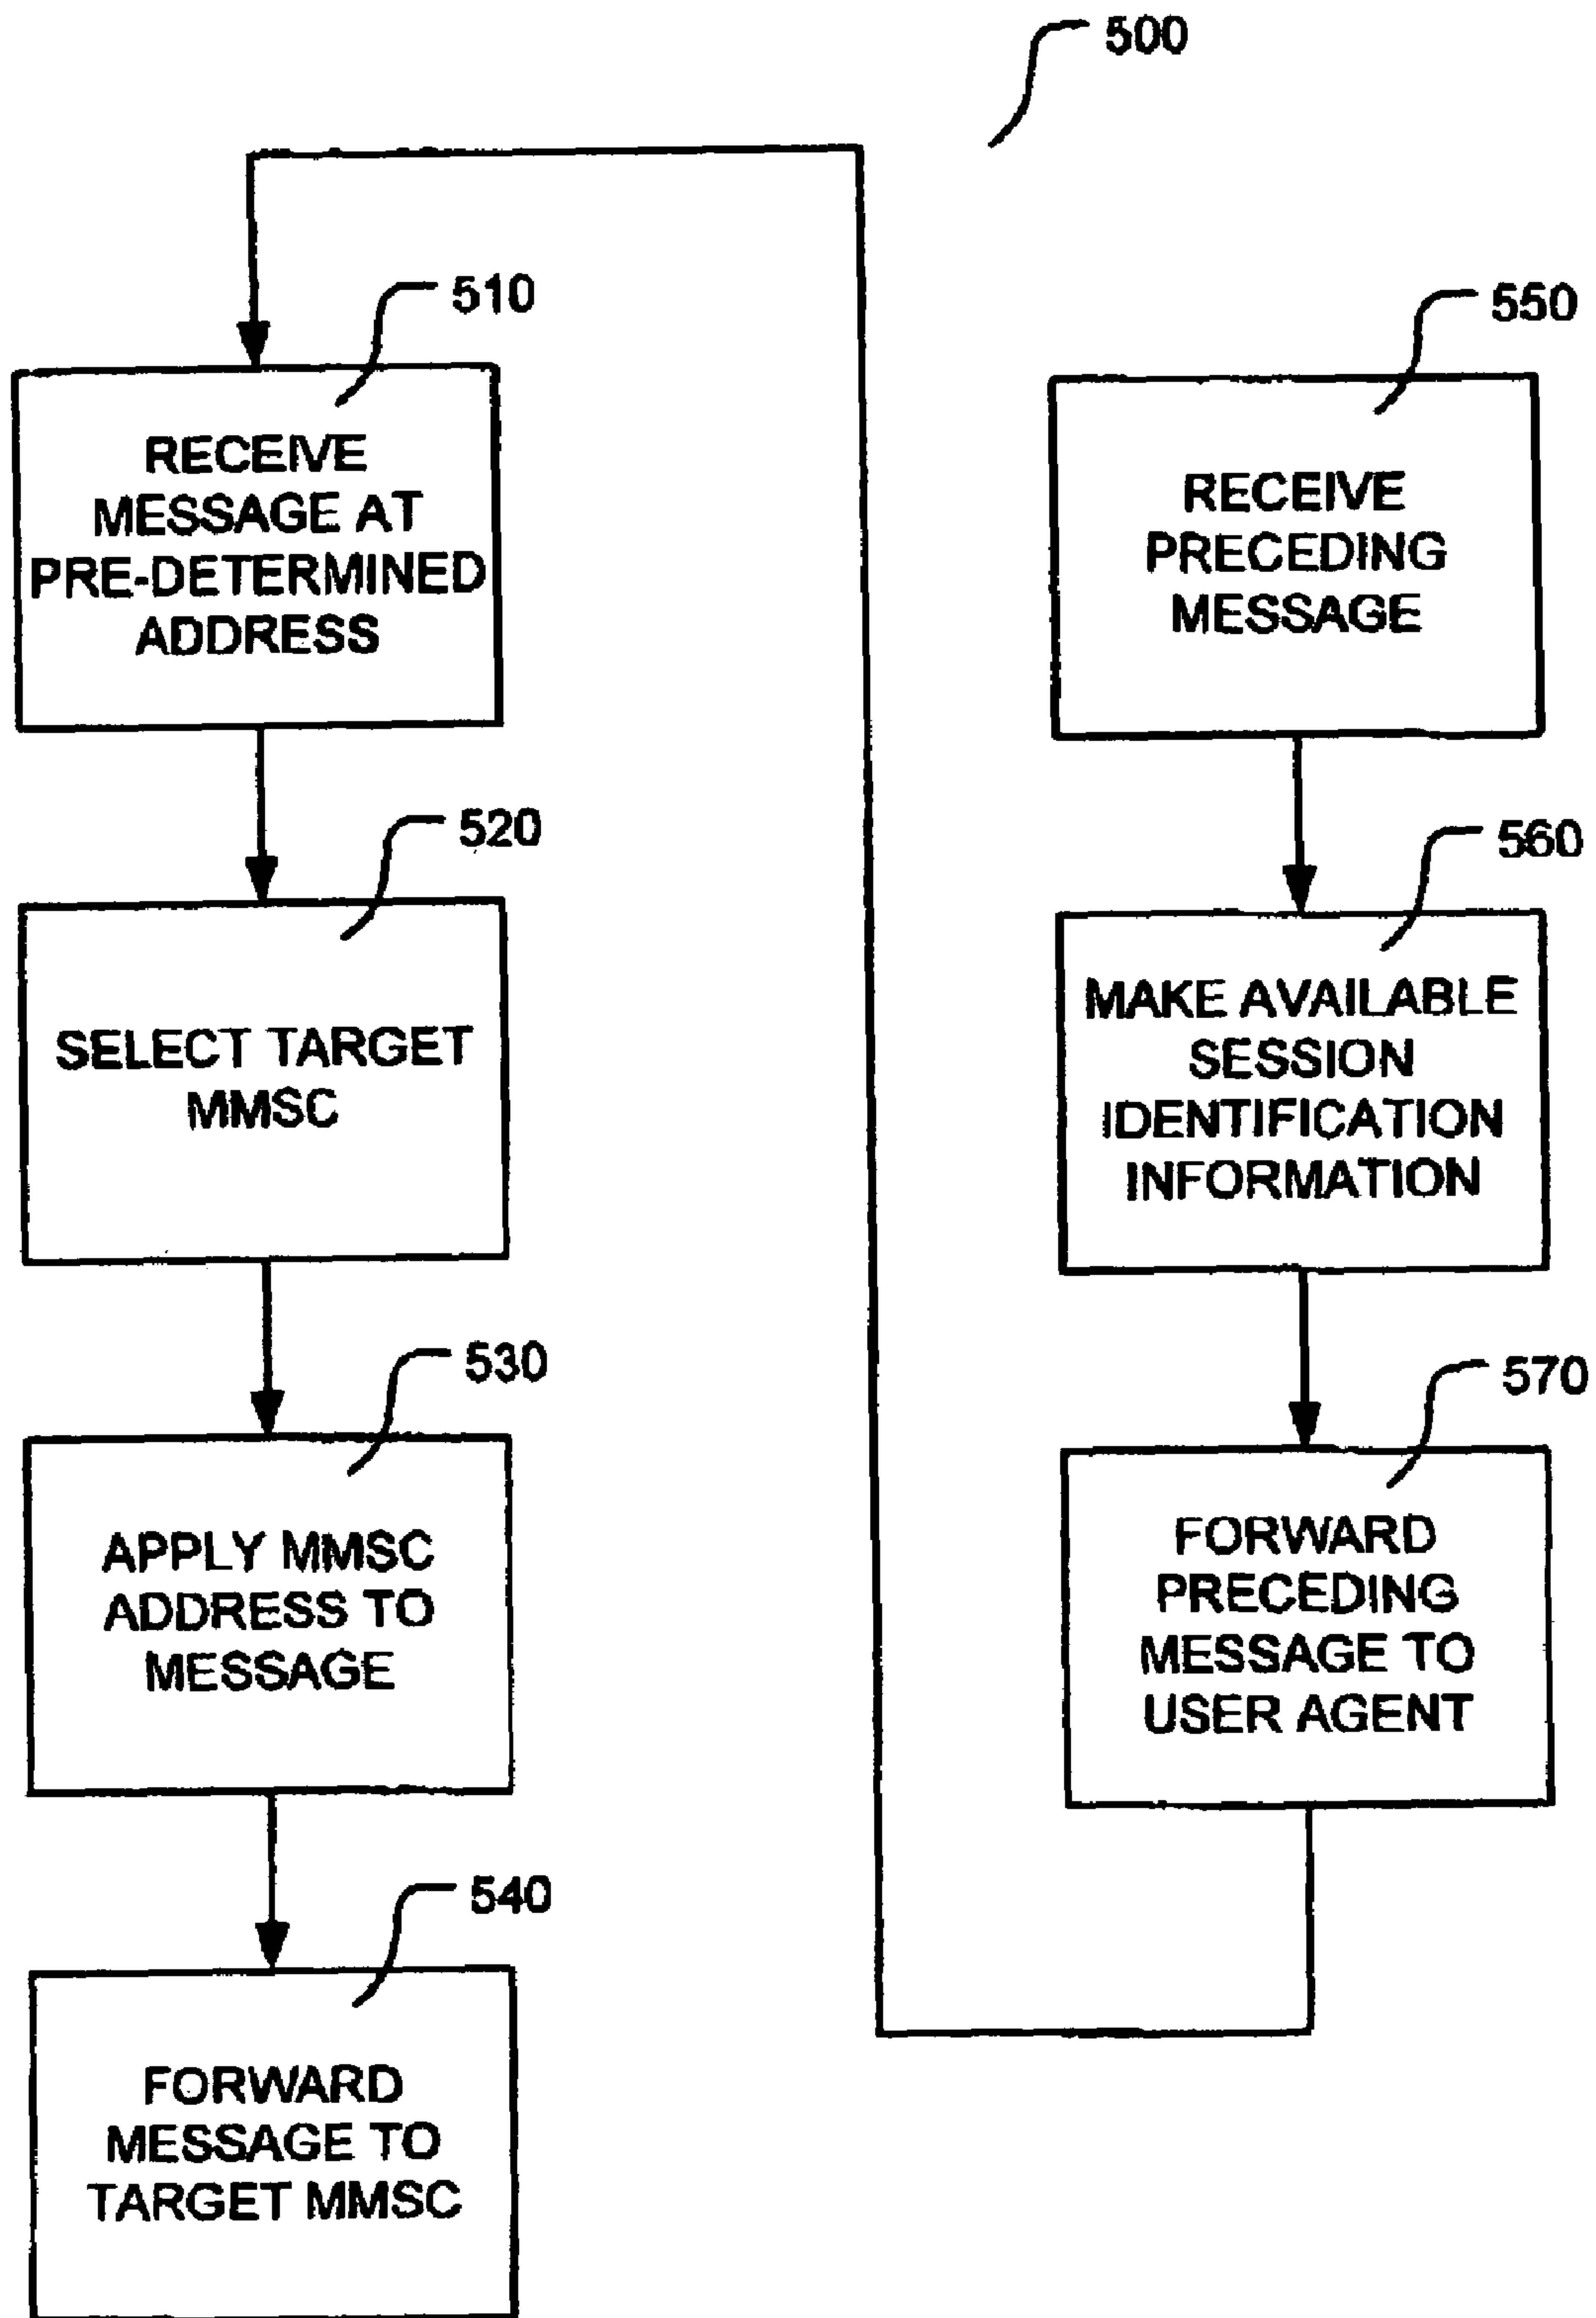 500
510
RECEIVE
MESSAGE AT
PRE-DETERMINED
ADDRESS
520
SELECT TARGET
MMSC
530
APPLY MMSC
ADDRESS TO
MESSAGE
540
FORWARD
MESSAGE TO
TARGET MMSC
550
RECEIVE
PRECEDING
MESSAGE
560
MAKE AVAILABLE
SESSION
IDENTIFICATION
INFORMATION
570
FORWARD
PRECEDING
MESSAGE TO
USER AGENT